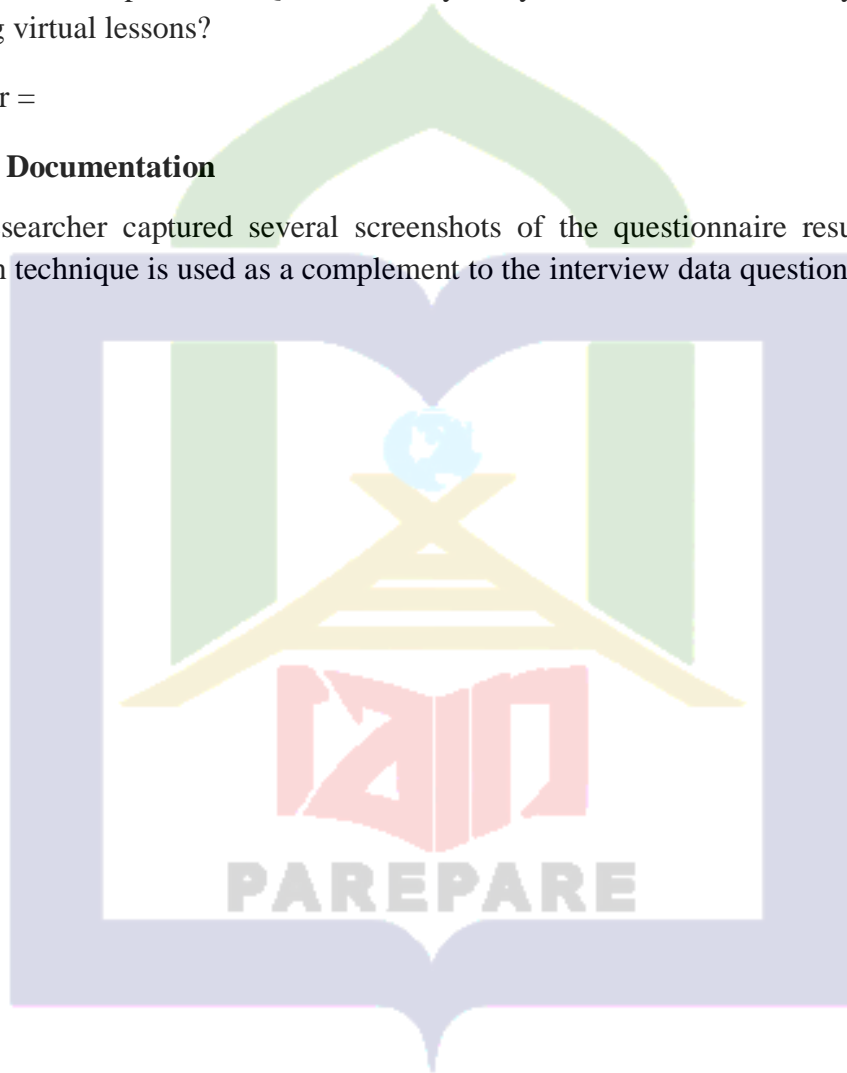 g virtual lessons?
r =
Documentation
searcher captured several screenshots of the questionnaire resu
n technique is used as a complement to the interview data question
iain
PAREPARE